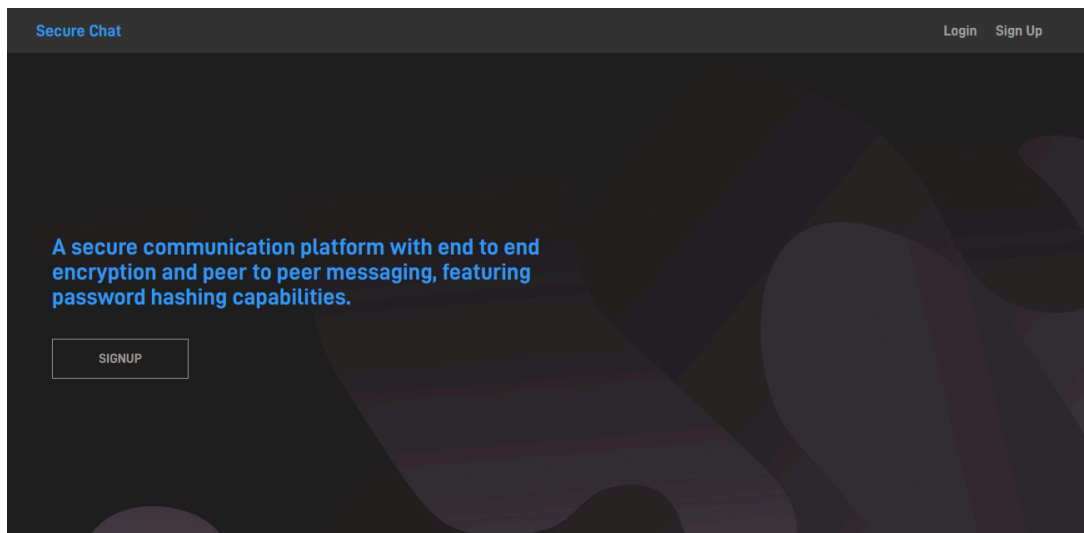 Secure Chat
Login Sign Up
A secure communication platform with end to end
encryption and peer to peer messaging, featuring
password hashing capabilities.
SIGNUP